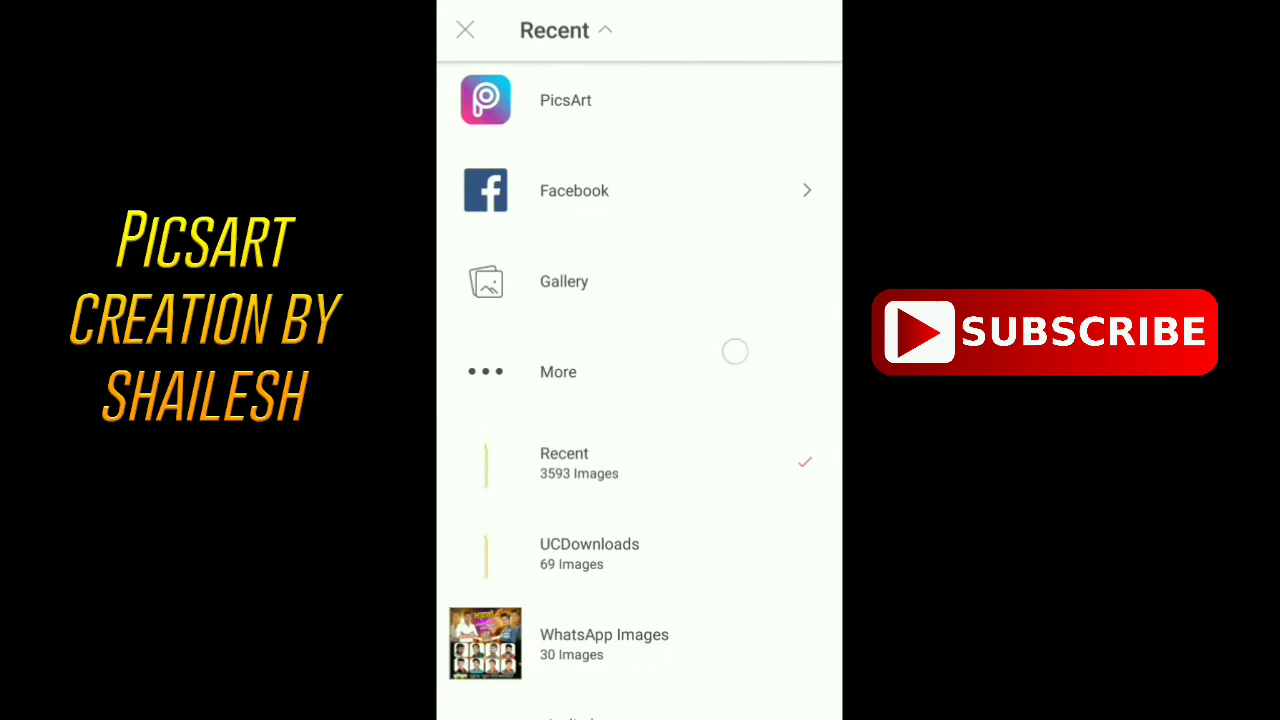 Recent
PicsArt
Facebook
Gallery
More
Recent
3593 Images
UCDownloads
69 Images
WhatsApp Images
30 Images
PICSART
CREATION BY
SHAILESH
SUBSCRIBE